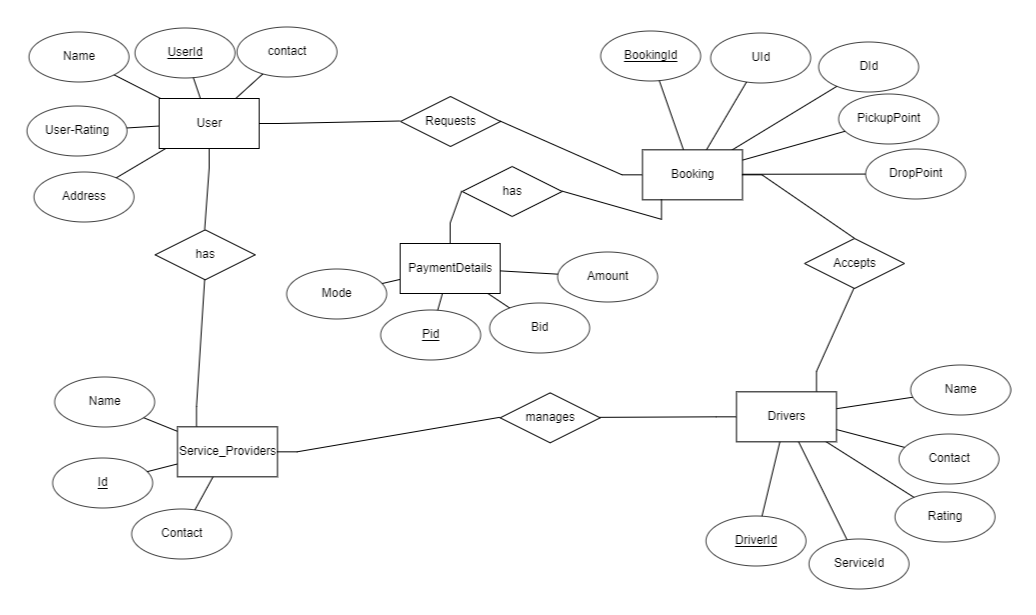 Name
UserId
contact
User-Rating
User
Address
Requests
BookingId
UId
DId
PickupPoint
DropPoint
Booking
has
has
PaymentDetails
Mode
Pid
Bid
Amount
Accepts
Name
Id
Service_Providers
Contact
manages
Drivers
Name
Contact
Rating
DriverId
ServiceId